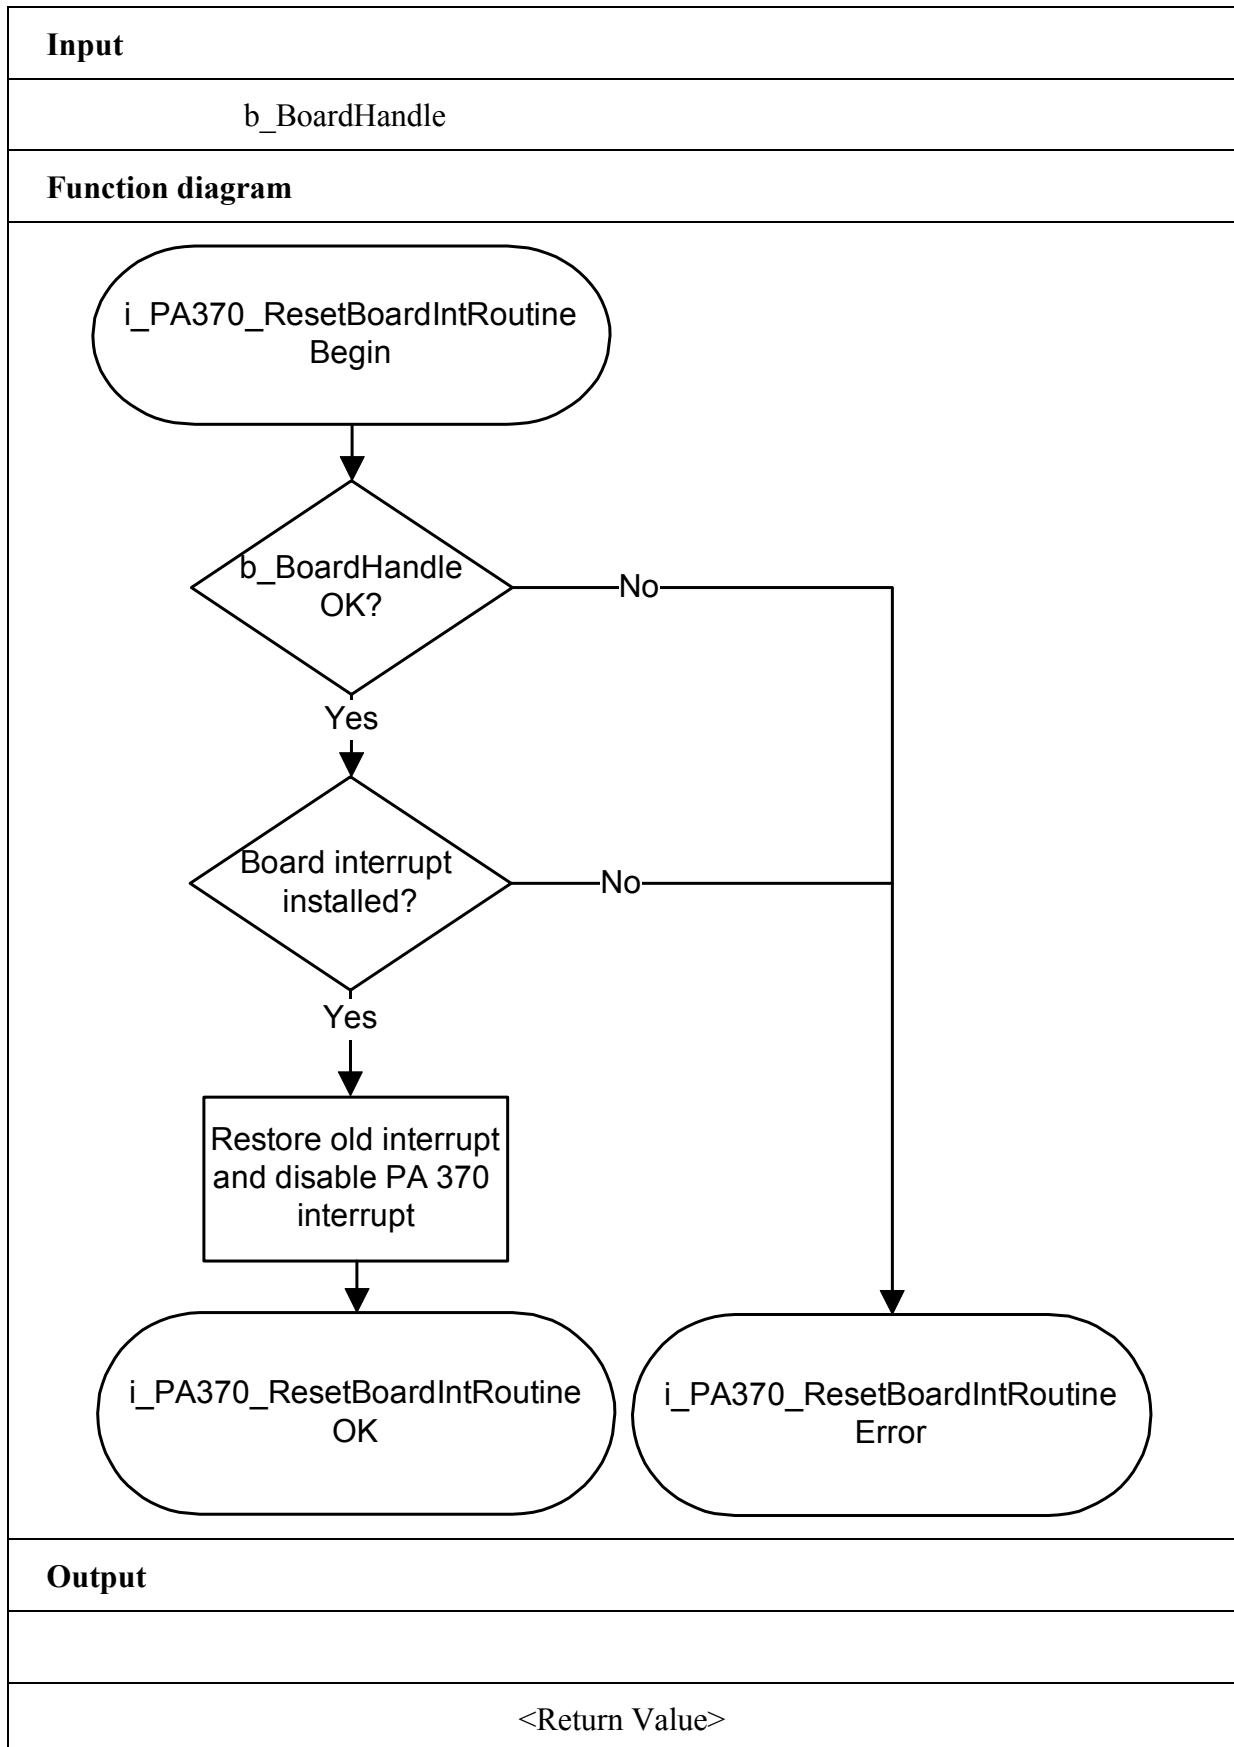 Input
b_BoardHandle
Function diagram
i_PA370_ResetBoardIntRoutine
Begin
b_BoardHandle
OK?
No
Yes
Board interrupt
installed?
No
Yes
Restore old interrupt
and disable PA 370
interrupt
i_PA370_ResetBoardIntRoutine
OK
i_PA370_ResetBoardIntRoutine
Error
Output
<Return Value>